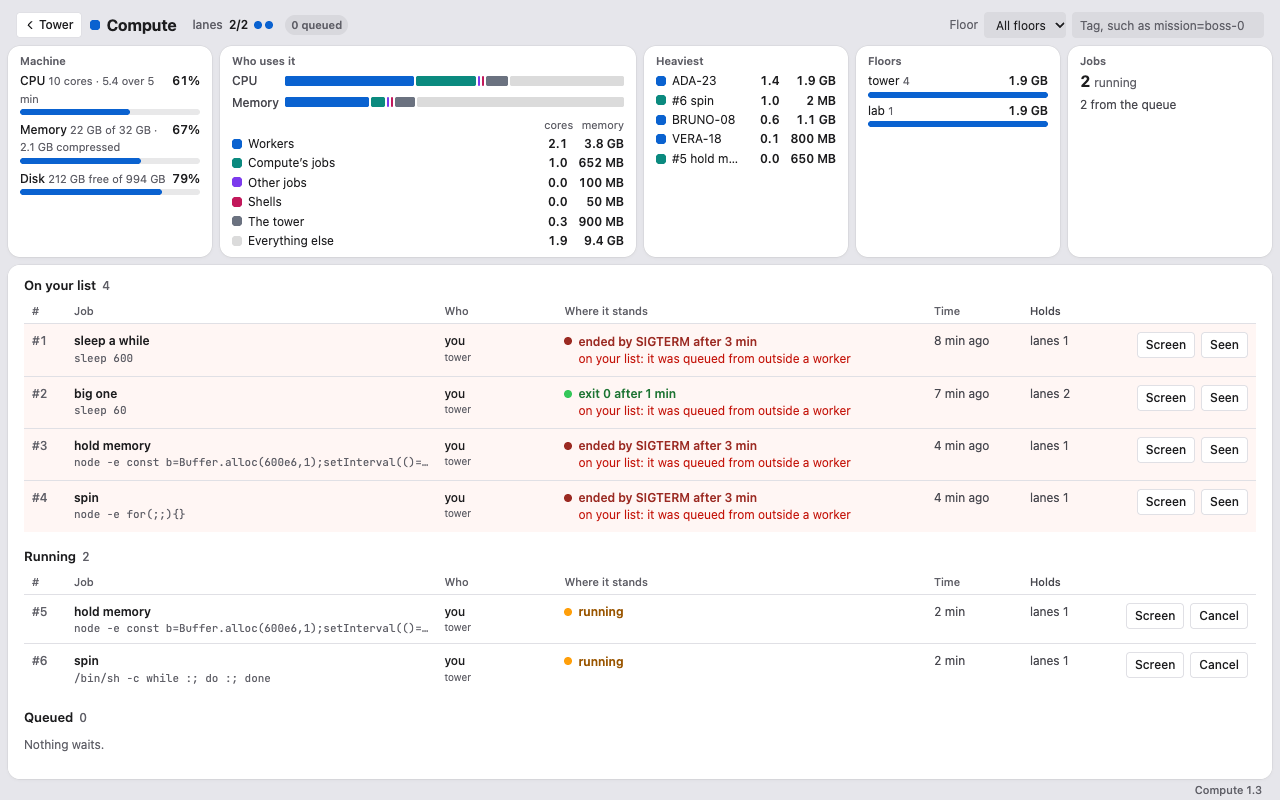 Tower
Compute
lanes 2/2
0 queued
Floor
All floors
Tag, such as mission=boss-0
Machine
CPU 10 cores · 5.4 over 5 min
61%
Memory 22 GB of 32 GB · 2.1 GB compressed
67%
Disk 212 GB free of 994 GB
79%
Who uses it
CPU
Memory
cores memory
Workers 2.1 3.8 GB
Compute's jobs 1.0 652 MB
Other jobs 0.0 100 MB
Shells 0.0 50 MB
The tower 0.3 900 MB
Everything else 1.9 9.4 GB
Heaviest
ADA-23 1.4 1.9 GB
#6 spin 1.0 2 MB
BRUNO-08 0.6 1.1 GB
VERA-18 0.1 800 MB
#5 hold m... 0.0 650 MB
Floors
tower 4 1.9 GB
lab 1 1.9 GB
Jobs
2 running
2 from the queue
On your list 4
# Job Who Where it stands Time Holds
#1 sleep a while you ended by SIGTERM after 3 min 8 min ago lanes 1 Screen Seen
sleep 600 tower on your list: it was queued from outside a worker
#2 big one you exit 0 after 1 min 7 min ago lanes 2 Screen Seen
sleep 60 tower on your list: it was queued from outside a worker
#3 hold memory you ended by SIGTERM after 3 min 4 min ago lanes 1 Screen Seen
node -e const b=Buffer.alloc(600e6,1);setInterval(()=… tower on your list: it was queued from outside a worker
#4 spin you ended by SIGTERM after 3 min 4 min ago lanes 1 Screen Seen
node -e for(;;){} tower on your list: it was queued from outside a worker
Running 2
# Job Who Where it stands Time Holds
#5 hold memory you running 2 min lanes 1 Screen Cancel
node -e const b=Buffer.alloc(600e6,1);setInterval(()=… tower
#6 spin you running 2 min lanes 1 Screen Cancel
/bin/sh -c while :; do :; done tower
Queued 0
Nothing waits.
Compute 1.3